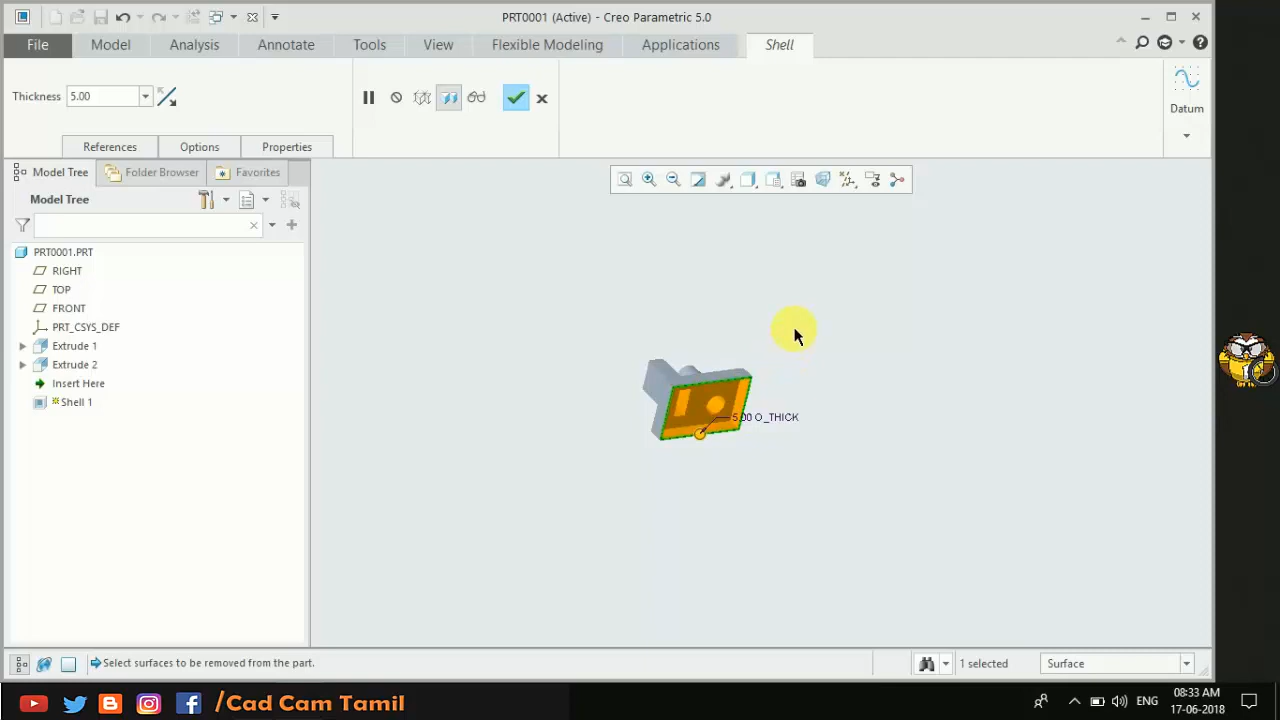 PRT0001 (Active) - Creo Parametric 5.0
File Model Analysis Annotate Tools View Flexible Modeling Applications Shell
Thickness 5.00
Datum
References Options Properties
Model Tree Folder Browser Favorites
Model Tree
PRT0001.PRT
RIGHT
TOP
FRONT
PRT_CSYS_DEF
Extrude 1
Extrude 2
Insert Here
Shell 1
5.00 O_THICK
Select surfaces to be removed from the part.
1 selected
Surface
/Cad Cam Tamil
ENG
08:33 AM
17-06-2018